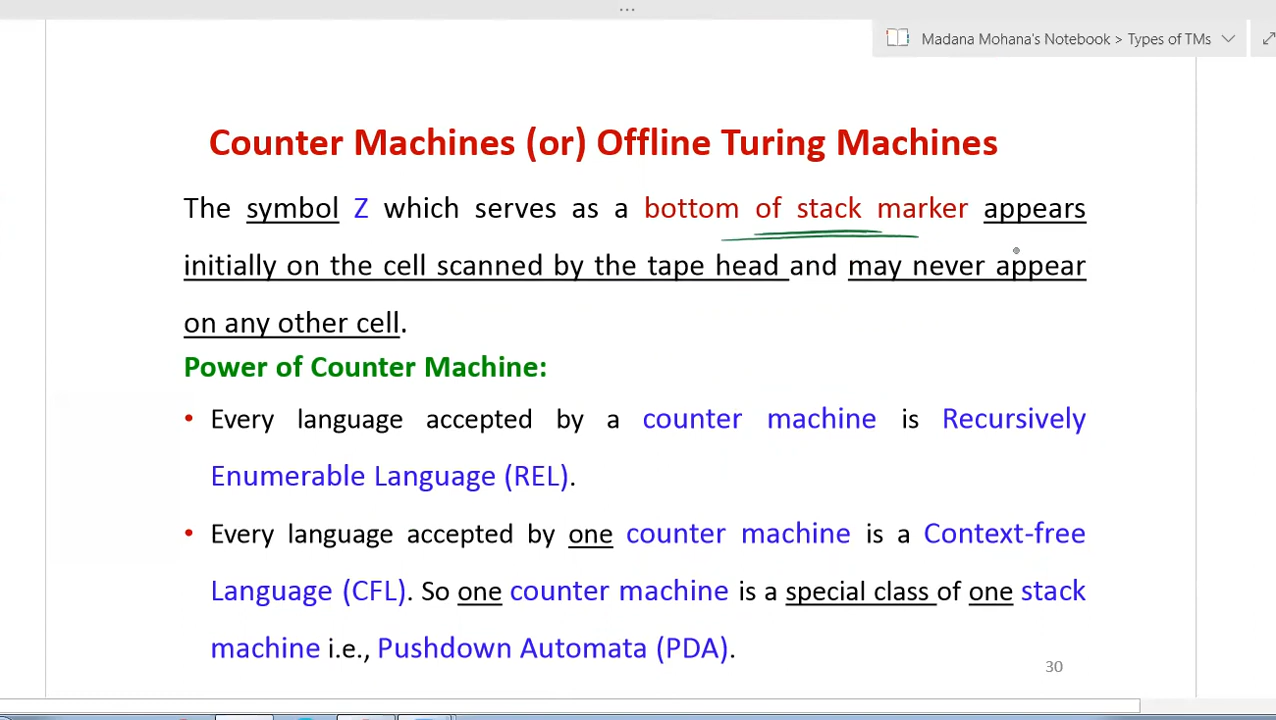 ...
Madana Mohana's Notebook > Types of TMs
Counter Machines (or) Offline Turing Machines
The symbol Z which serves as a bottom of stack marker appears
initially on the cell scanned by the tape head and may never appear
on any other cell.
Power of Counter Machine:
• Every language accepted by a counter machine is Recursively
Enumerable Language (REL).
• Every language accepted by one counter machine is a Context-free
Language (CFL). So one counter machine is a special class of one stack
machine i.e., Pushdown Automata (PDA).
30